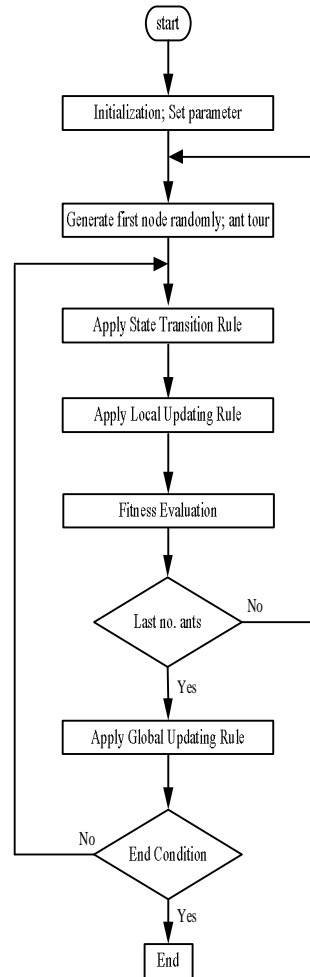 start
Initialization; Set parameter
Generate first node randomly; ant tour
Apply State Transition Rule
Apply Local Updating Rule
Fitness Evaluation
Last no. ants
No
Yes
Apply Global Updating Rule
No
End Condition
Yes
End